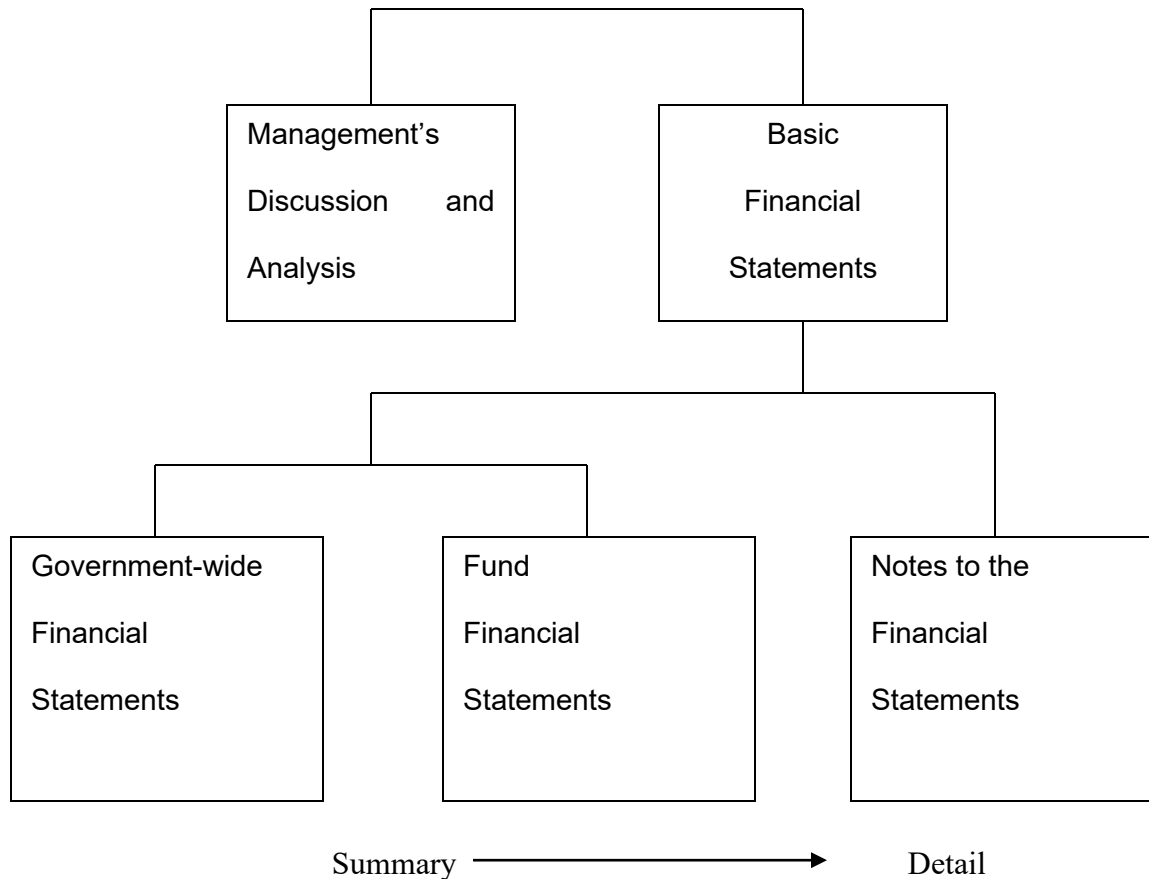 Management’s
Discussion and
Analysis
Basic
Financial
Statements
Government-wide
Financial
Statements
Fund
Financial
Statements
Notes to the
Financial
Statements
Summary
Detail